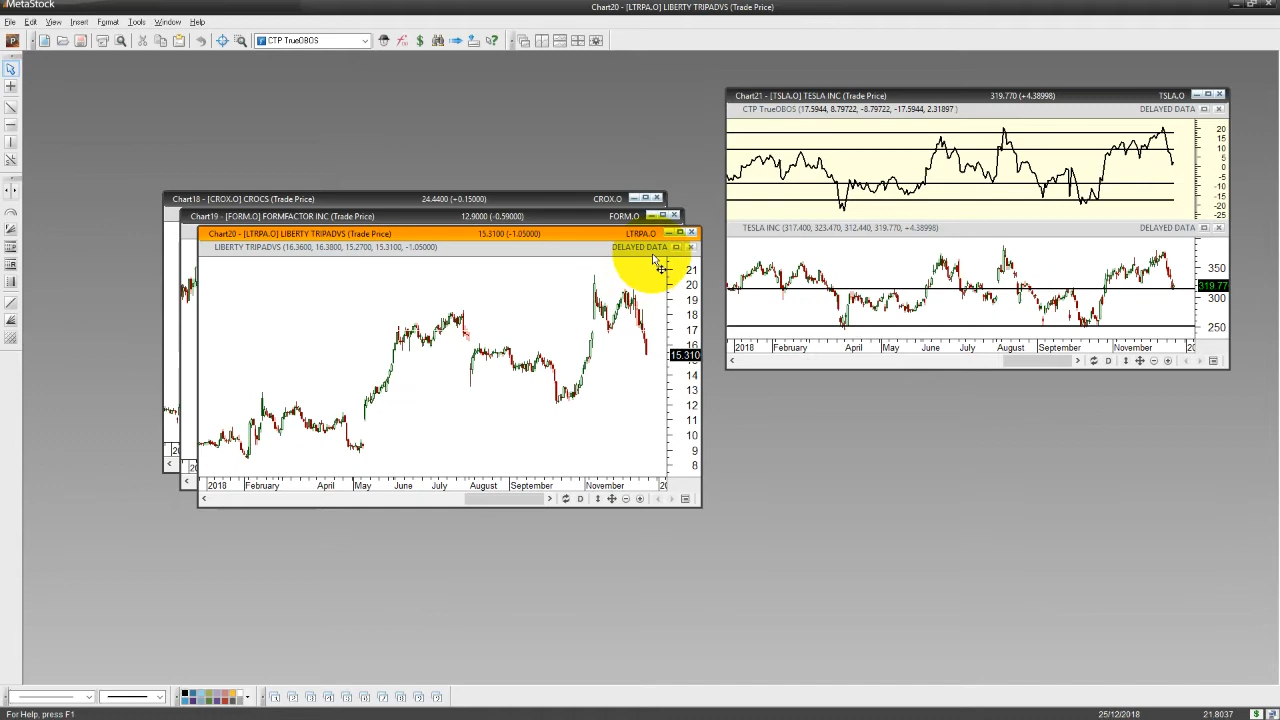 MetaStock
Chart20 - [LTRPA.O] LIBERTY TRIPADVS (Trade Price)
File Edit View Insert Format Tools Window Help
CTP TrueOBOS
Chart21 - [TSLA.O] TESLA INC (Trade Price) 319.770 (+4.38998) TSLA.O
CTP TrueOBOS (17.5944, 8.79722, -8.79722, -17.5944, 2.31897,) DELAYED DATA
20
15
10
5
0
-5
-10
-15
-20
-25
TESLA INC (317.400, 323.470, 312.440, 319.770, +4.38998) DELAYED DATA
350
319.77
300
250
2018 February April May June July August September November 20
D
Chart18 - [CROX.O] CROCS (Trade Price) 24.4400 (+0.15000) CROX.O
Chart19 - [FORM.O] FORMFACTOR INC (Trade Price) 12.9000 (-0.59000) FORM.O
Chart20 - [LTRPA.O] LIBERTY TRIPADVS (Trade Price) 15.3100 (-1.05000) LTRPA.O
LIBERTY TRIPADVS (16.3600, 16.3800, 15.2700, 15.3100, -1.05000) DELAYED DATA
21
20
19
18
17
16
15.310
14
13
12
11
10
9
8
2018 February April May June July August September November 20
D
For Help, press F1
25/12/2018 21.8037